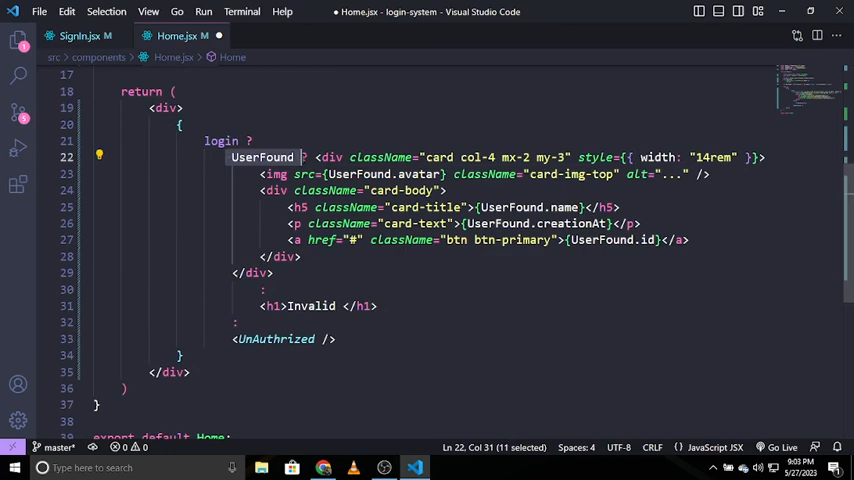 File Edit Selection View Go Run Terminal Help ● Home.jsx - login-system - Visual Studio Code
SignIn.jsx M Home.jsx M ●
src > components > Home.jsx > Home
17
18 return (
19 <div>
20 {
21 login ?
22 UserFound ? <div className="card col-4 mx-2 my-3" style={{ width: "14rem" }}>
23 <img src={UserFound.avatar} className="card-img-top" alt="..." />
24 <div className="card-body">
25 <h5 className="card-title">{UserFound.name}</h5>
26 <p className="card-text">{UserFound.creationAt}</p>
27 <a href="#" className="btn btn-primary">{UserFound.id}</a>
28 </div>
29 </div>
30 :
31 <h1>Invalid </h1>
32 :
33 <UnAuthrized />
34 }
35 </div>
36 )
37 }
38
39 export default Home;
master* 0 0 Ln 22, Col 31 (11 selected) Spaces: 4 UTF-8 CRLF { } JavaScript JSX Go Live
Type here to search
9:03 PM
5/27/2023
1
5